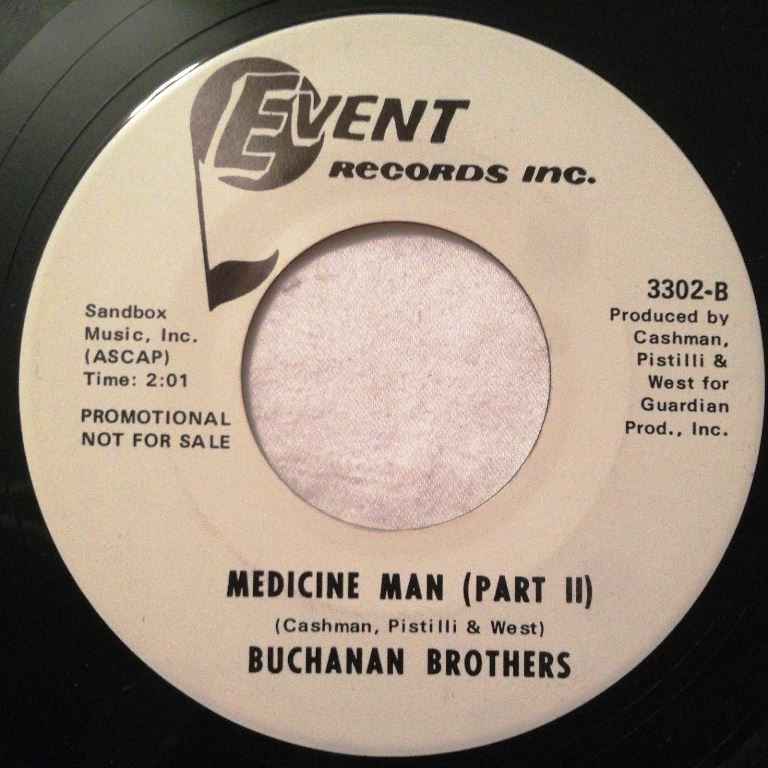 EVENT
RECORDS INC.
Sandbox
Music, Inc.
(ASCAP)
Time: 2:01
PROMOTIONAL
NOT FOR SALE
3302-B
Produced by
Cashman,
Pistilli &
West for
Guardian
Prod., Inc.
MEDICINE MAN (PART II)
(Cashman, Pistilli & West)
BUCHANAN BROTHERS